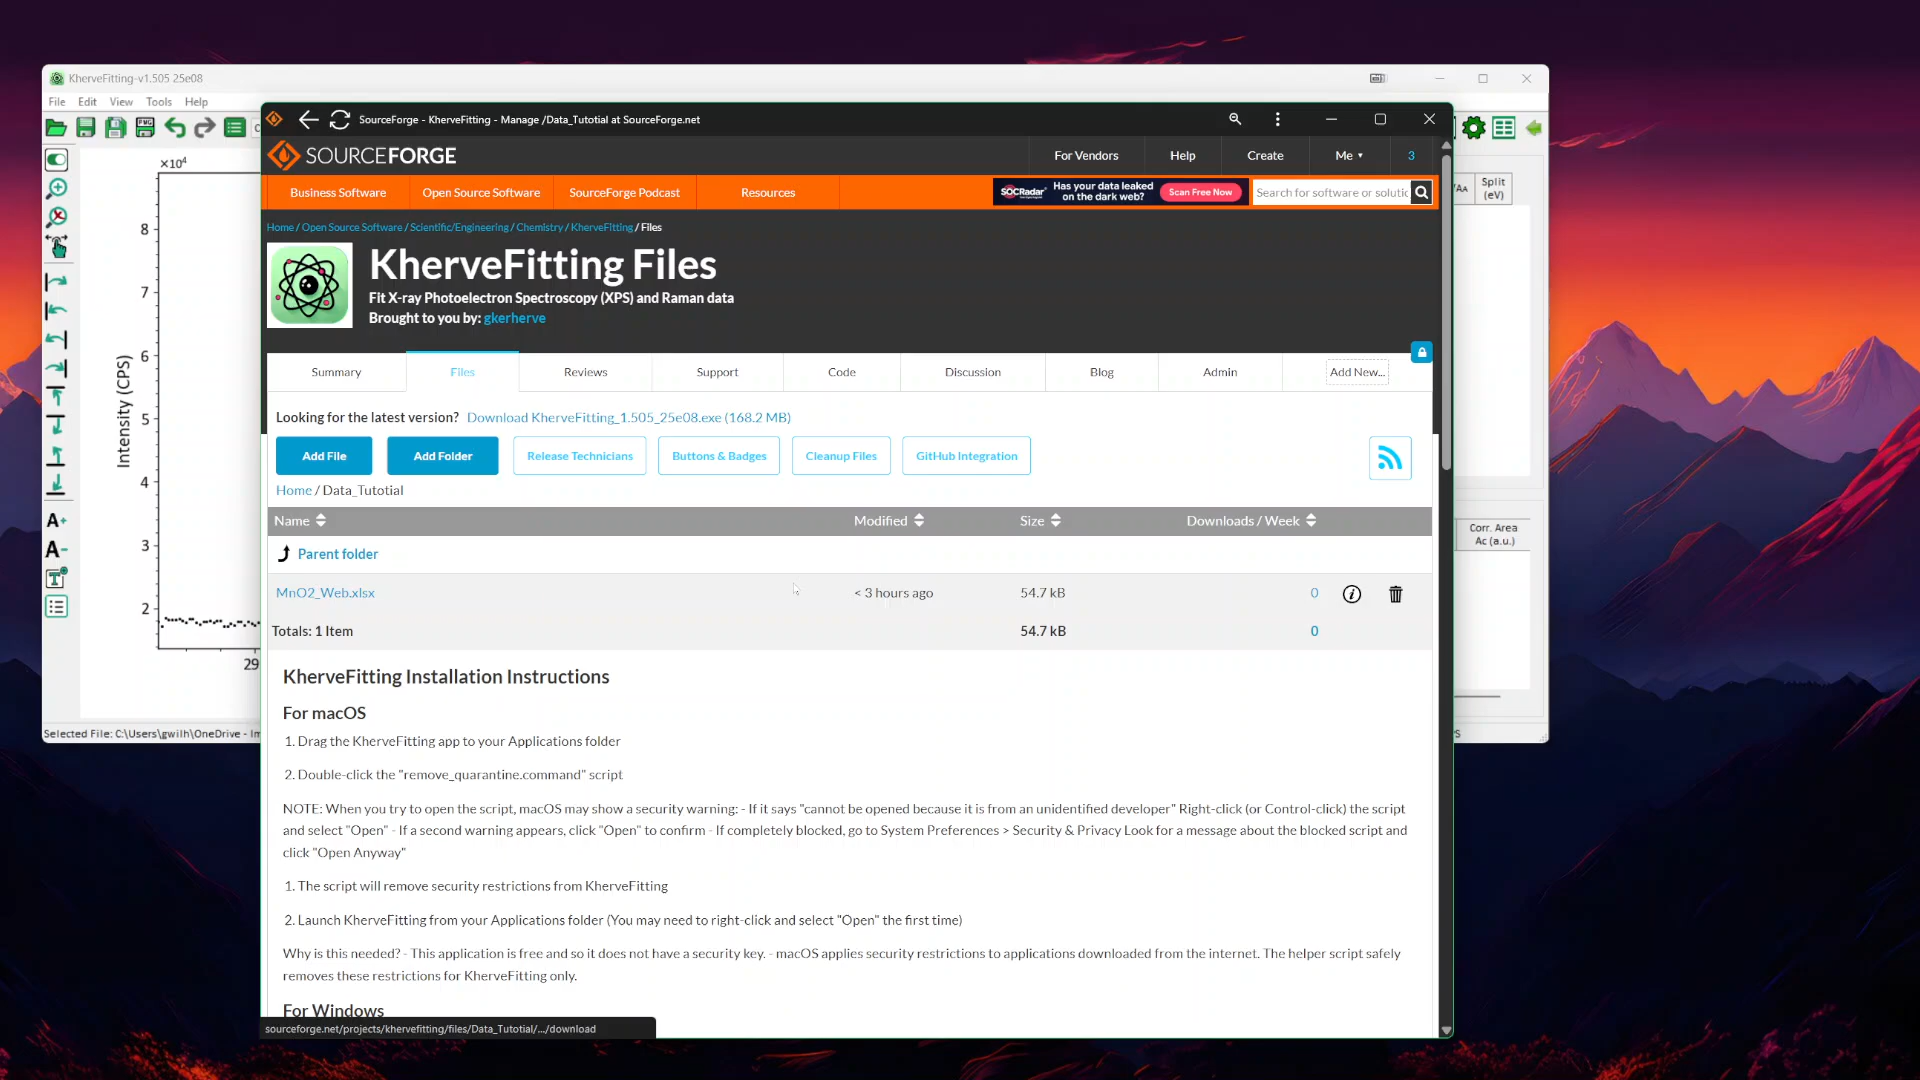 KherveFitting-v1.505 25e08
File Edit View Tools Help
×10⁴
8
7
6
5
4
3
2
29
Intensity (CPS)
Selected File: C:\Users\gwilh\OneDrive - Im
Split
(eV)
Corr. Area
Ac (a.u.)
SourceForge - KherveFitting - Manage /Data_Tutotial at SourceForge.net
SOURCEFORGE
For Vendors Help Create Me 3
Business Software Open Source Software SourceForge Podcast Resources
SOCRadar Has your data leaked
on the dark web? Scan Free Now
Search for software or solutic
Home / Open Source Software / Scientific/Engineering / Chemistry / KherveFitting / Files
KherveFitting Files
Fit X-ray Photoelectron Spectroscopy (XPS) and Raman data
Brought to you by: gkerherve
Summary Files Reviews Support Code Discussion Blog Admin Add New...
Looking for the latest version? Download KherveFitting_1.505_25e08.exe (168.2 MB)
Add File Add Folder Release Technicians Buttons & Badges Cleanup Files GitHub Integration
Home / Data_Tutotial
Name Modified Size Downloads / Week
Parent folder
MnO2_Web.xlsx < 3 hours ago 54.7 kB 0
Totals: 1 Item 54.7 kB 0
KherveFitting Installation Instructions
For macOS
1. Drag the KherveFitting app to your Applications folder
2. Double-click the "remove_quarantine.command" script
NOTE: When you try to open the script, macOS may show a security warning: - If it says "cannot be opened because it is from an unidentified developer" Right-click (or Control-click) the script
and select "Open" - If a second warning appears, click "Open" to confirm - If completely blocked, go to System Preferences > Security & Privacy Look for a message about the blocked script and
click "Open Anyway"
1. The script will remove security restrictions from KherveFitting
2. Launch KherveFitting from your Applications folder (You may need to right-click and select "Open" the first time)
Why is this needed? - This application is free and so it does not have a security key. - macOS applies security restrictions to applications downloaded from the internet. The helper script safely
removes these restrictions for KherveFitting only.
For Windows
sourceforge.net/projects/khervefitting/files/Data_Tutotial/.../download